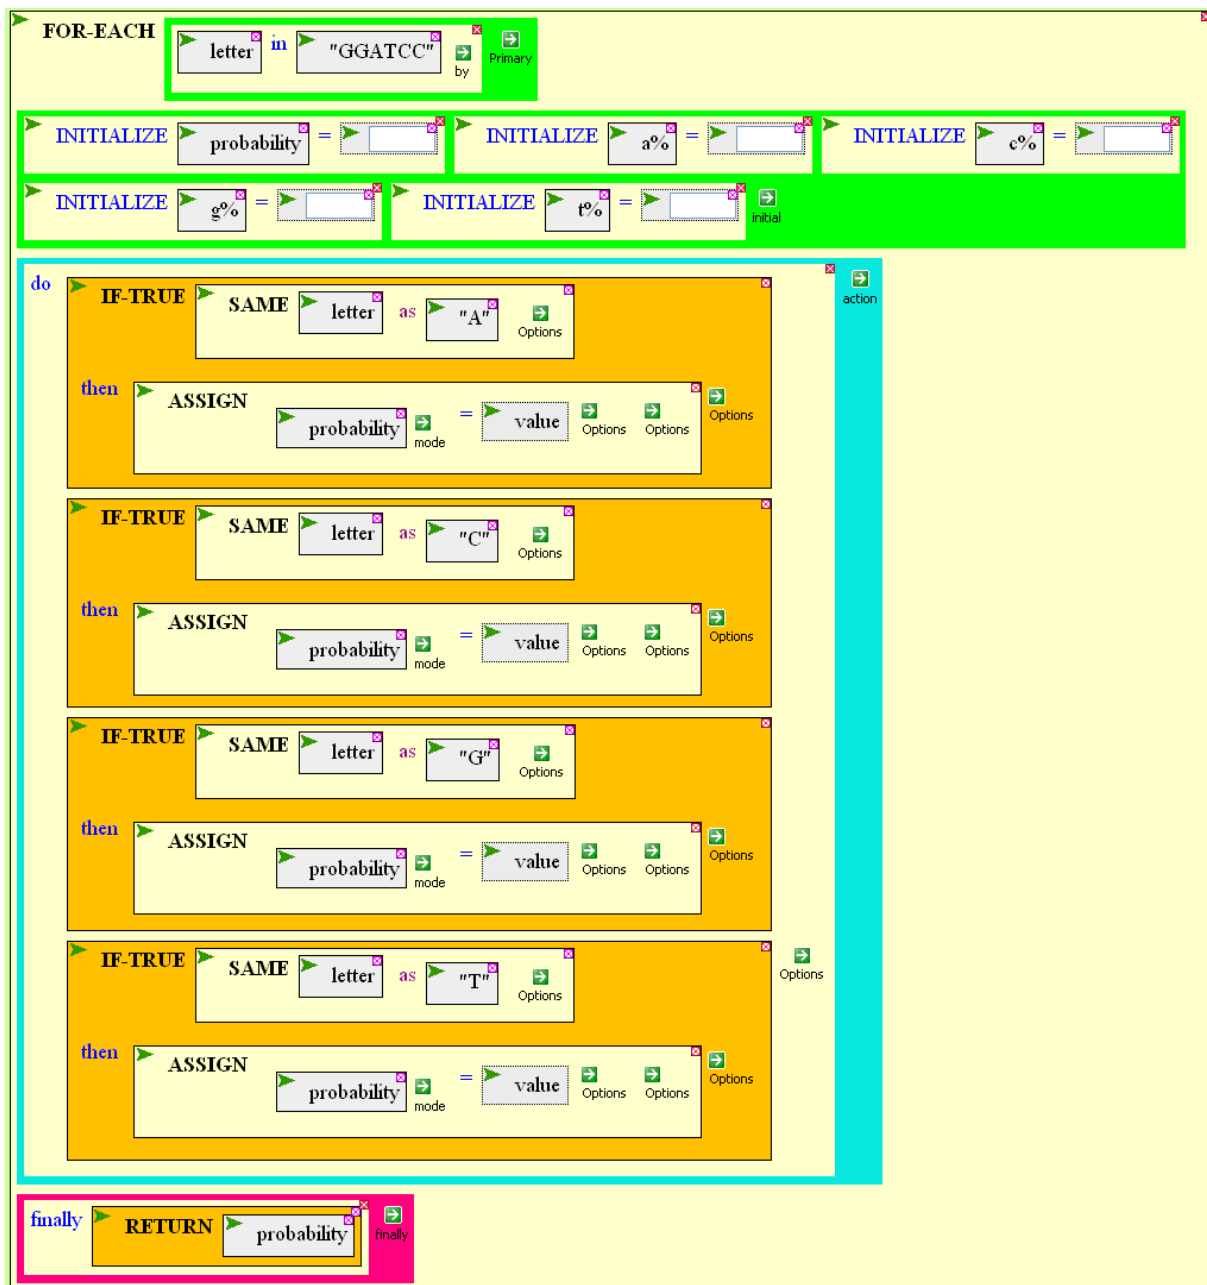 FOR-EACH letter in "GGATCC" by Primary
INITIALIZE probability = INITIALIZE a% = INITIALIZE c% =
INITIALIZE g% = INITIALIZE t% = initial
do IF-TRUE SAME letter as "A" Options action
then ASSIGN probability mode = value Options Options Options
IF-TRUE SAME letter as "C" Options
then ASSIGN probability mode = value Options Options Options
IF-TRUE SAME letter as "G" Options
then ASSIGN probability mode = value Options Options Options
IF-TRUE SAME letter as "T" Options Options
then ASSIGN probability mode = value Options Options Options
finally RETURN probability finally